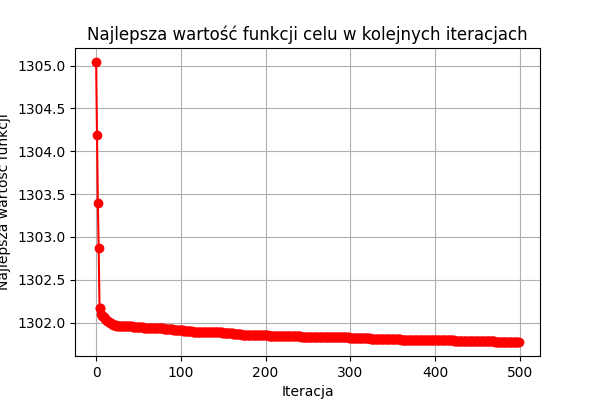 Najlepsza wartość funkcji celu w kolejnych iteracjach
Najlepsza wartość funkcji
1305.0
1304.5
1304.0
1303.5
1303.0
1302.5
1302.0
0 100 200 300 400 500
Iteracja